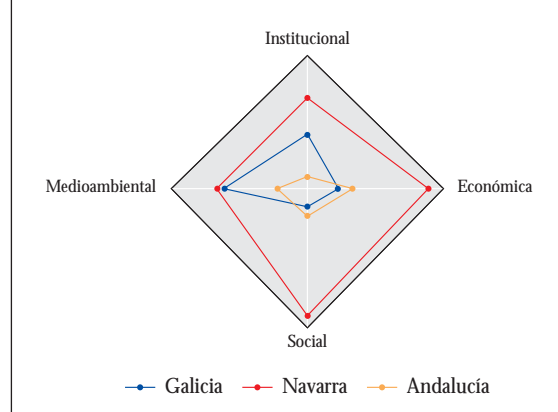 Institucional
Medioambiental
Económica
Social
Galicia
Navarra
Andalucía